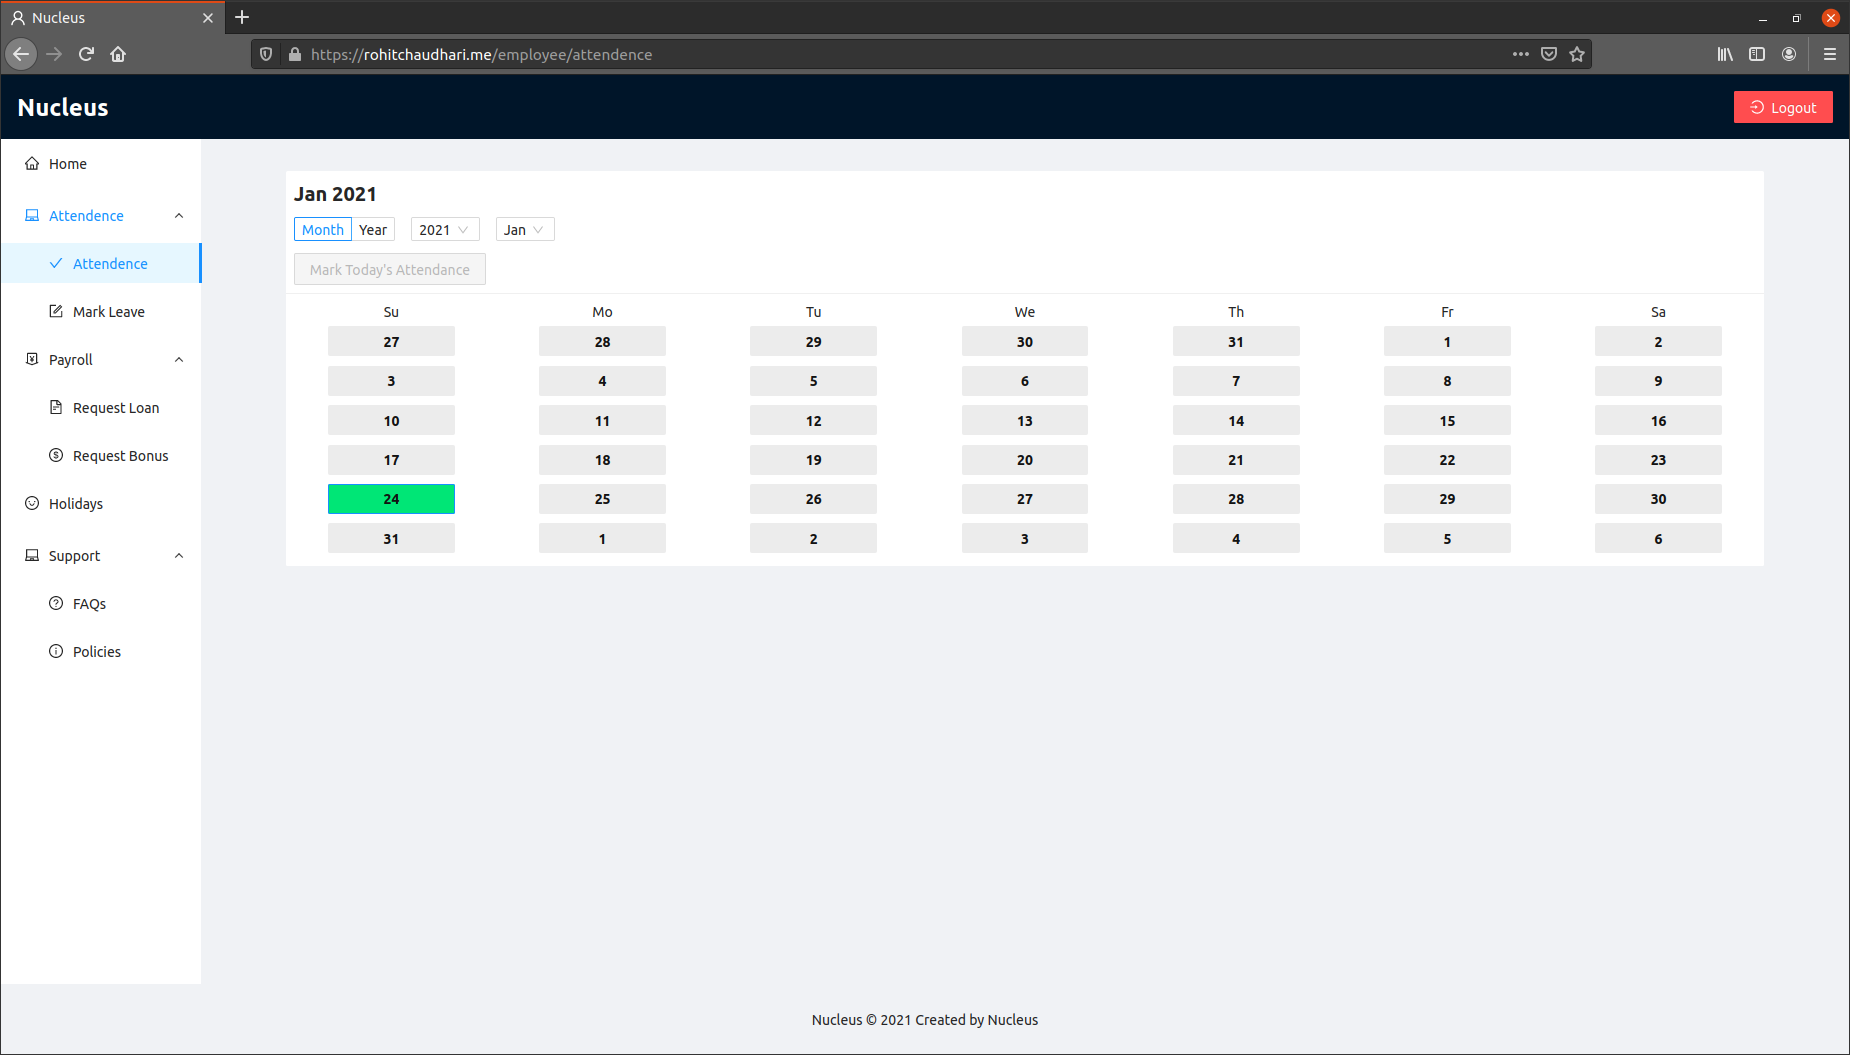 Nucleus
https://rohitchaudhari.me/employee/attendence
Nucleus
Logout
Home
Attendence
Attendence
Mark Leave
Payroll
Request Loan
Request Bonus
Holidays
Support
FAQs
Policies
Jan 2021
Month Year 2021 Jan
Mark Today's Attendance
Su Mo Tu We Th Fr Sa
27 28 29 30 31 1 2
3 4 5 6 7 8 9
10 11 12 13 14 15 16
17 18 19 20 21 22 23
24 25 26 27 28 29 30
31 1 2 3 4 5 6
Nucleus © 2021 Created by Nucleus